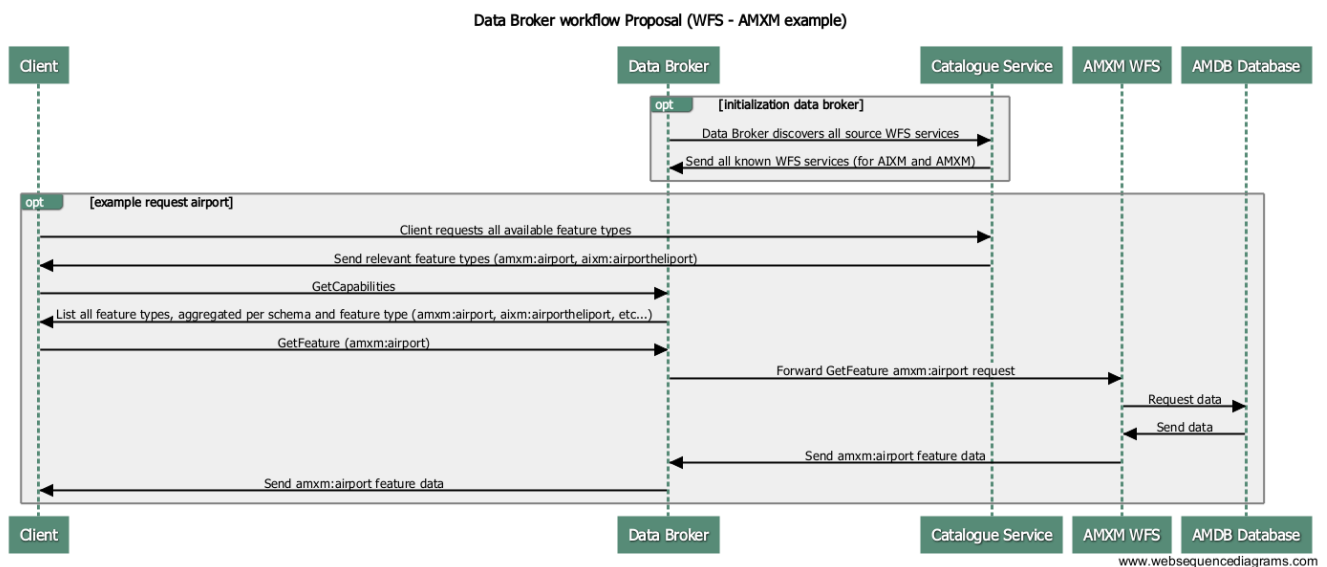 Data Broker workflow Proposal (WFS - AMXM example)
Client
Data Broker
Catalogue Service
AMXM WFS
AMDB Database
opt
[initialization data broker]
Data Broker discovers all source WFS services
Send all known WFS services (for AIXM and AMXM)
opt
[example request airport]
Client requests all available feature types
Send relevant feature types (amxm:airport, aixm:airportheliport)
GetCapabilities
List all feature types, aggregated per schema and feature type (amxm:airport, aixm:airportheliport, etc...)
GetFeature (amxm:airport)
Forward GetFeature amxm:airport request
Request data
Send data
Send amxm:airport feature data
Send amxm:airport feature data
Client
Data Broker
Catalogue Service
AMXM WFS
AMDB Database
www.websequencediagrams.com